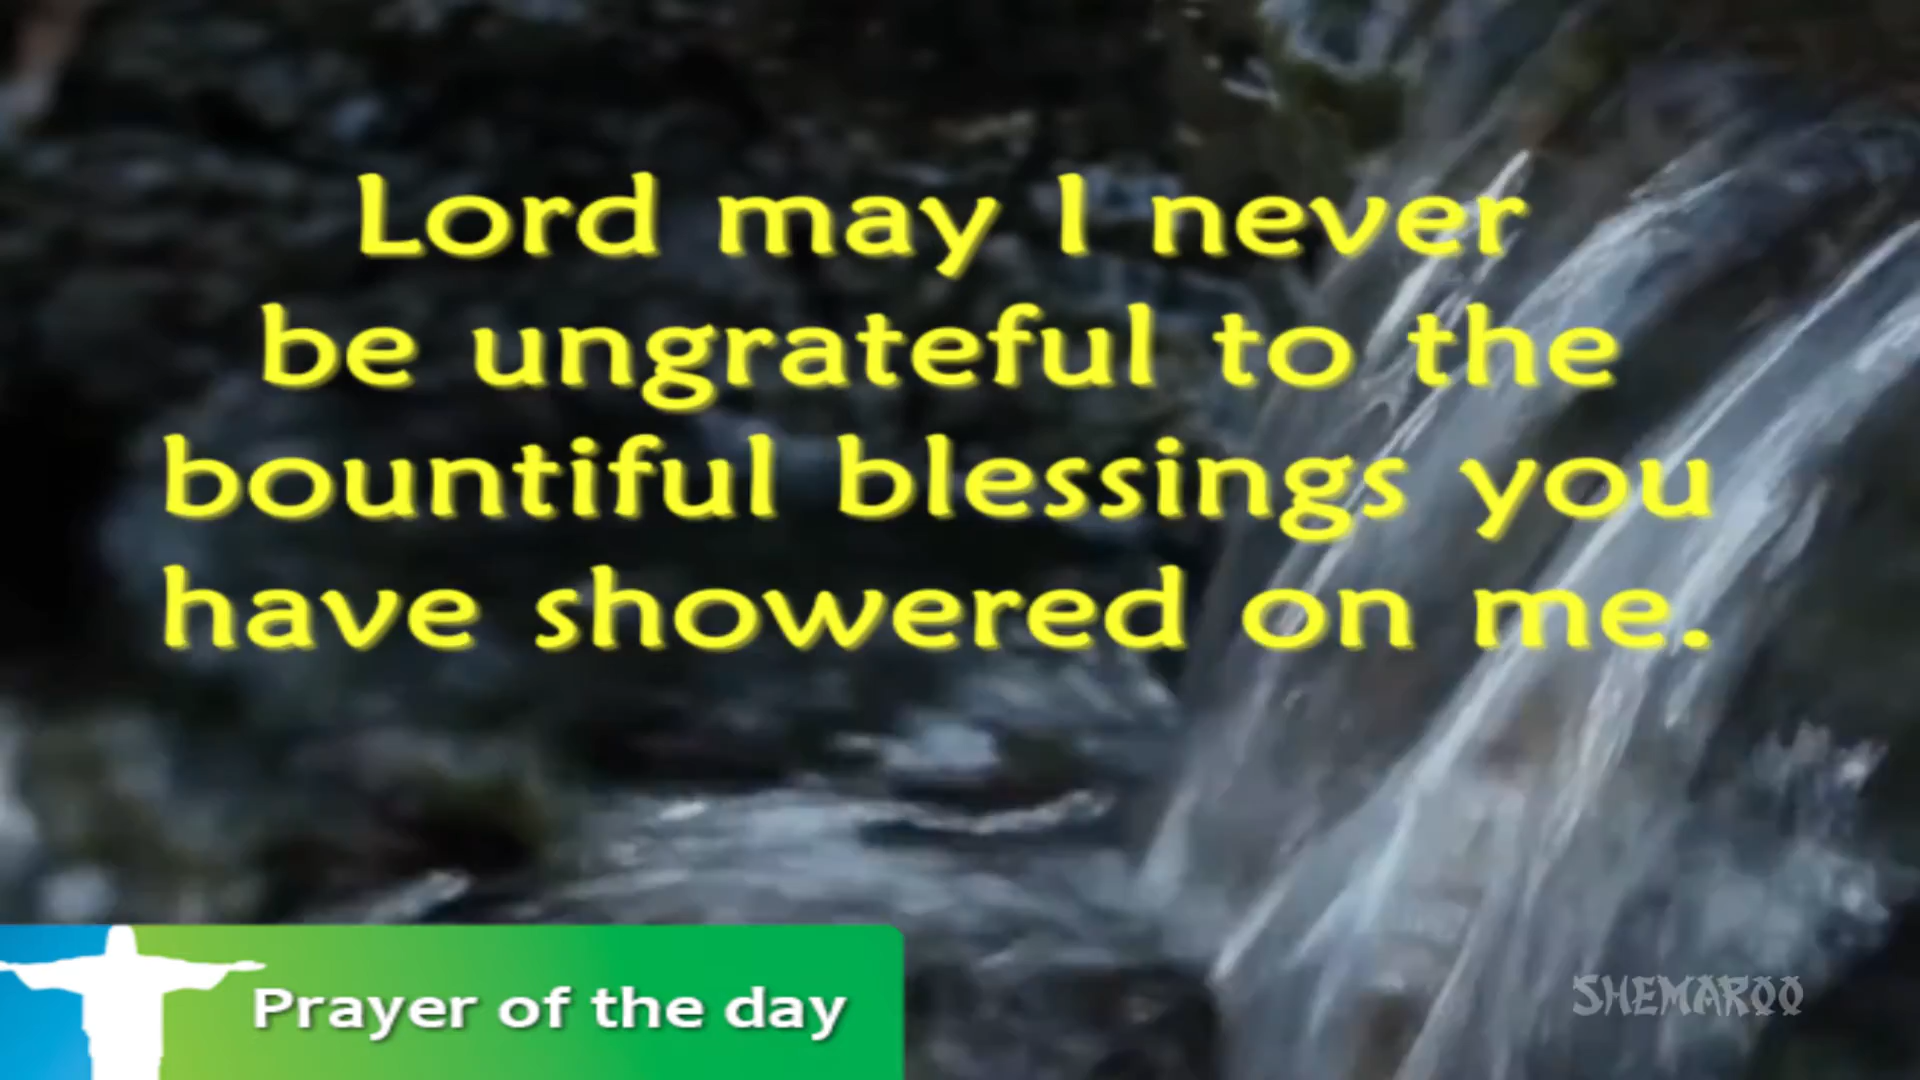 Lord may I never
be ungrateful to the
bountiful blessings you
have showered on me.
Prayer of the day
SHEMAROO